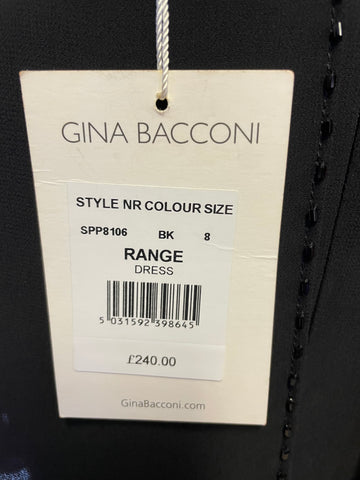 GINA BACCONI
STYLE NR COLOUR SIZE
SPP8106 BK 8
RANGE
DRESS
5 031592 398645
£240.00
GinaBacconi.com